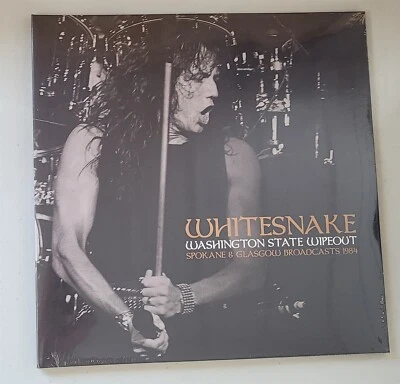 WHITESNAKE
WASHINGTON STATE WIPEOUT
SPOKANE & GLASGOW BROADCASTS 1984